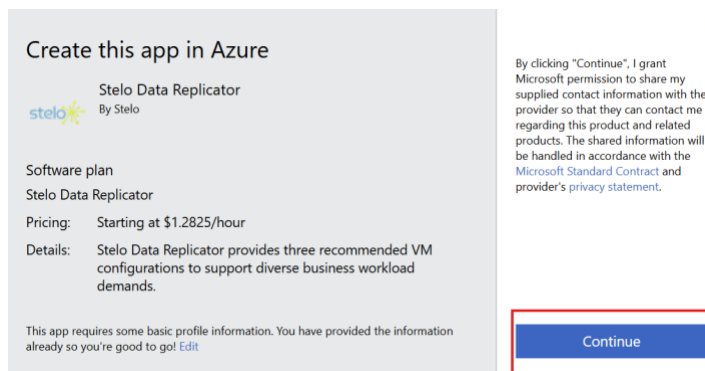 Create this app in Azure
stelo
Stelo Data Replicator
By Stelo
Software plan
Stelo Data Replicator
Pricing: Starting at $1.2825/hour
Details: Stelo Data Replicator provides three recommended VM
configurations to support diverse business workload
demands.
This app requires some basic profile information. You have provided the information
already so you're good to go! Edit
By clicking "Continue", I grant
Microsoft permission to share my
supplied contact information with the
provider so that they can contact me
regarding this product and related
products. The shared information will
be handled in accordance with the
Microsoft Standard Contract and
provider's privacy statement.
Continue